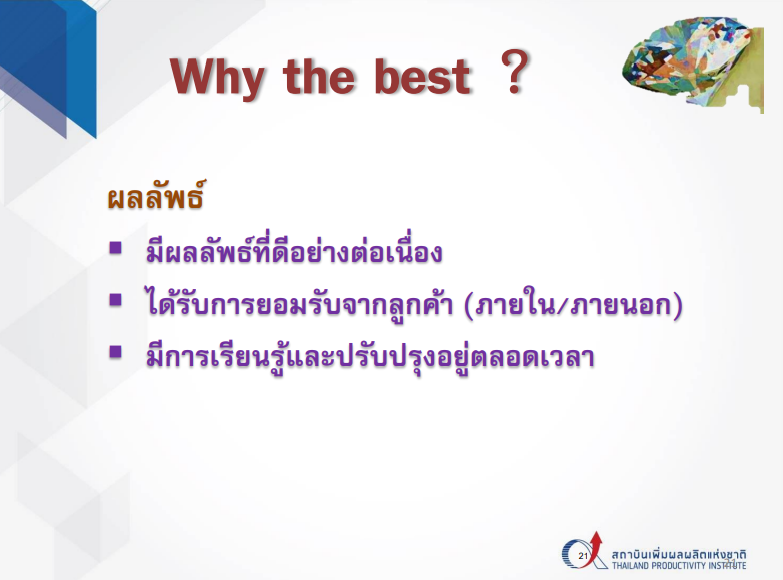 Why the best ?
ผลลัพธ์
▪ มีผลลัพธ์ที่ดีอย่างต่อเนื่อง
▪ ได้รับการยอมรับจากลูกค้า (ภายใน/ภายนอก)
▪ มีการเรียนรู้และปรับปรุงอยู่ตลอดเวลา
21
สถาบันเพิ่มผลผลิตแห่งชาติ
THAILAND PRODUCTIVITY INSTITUTE